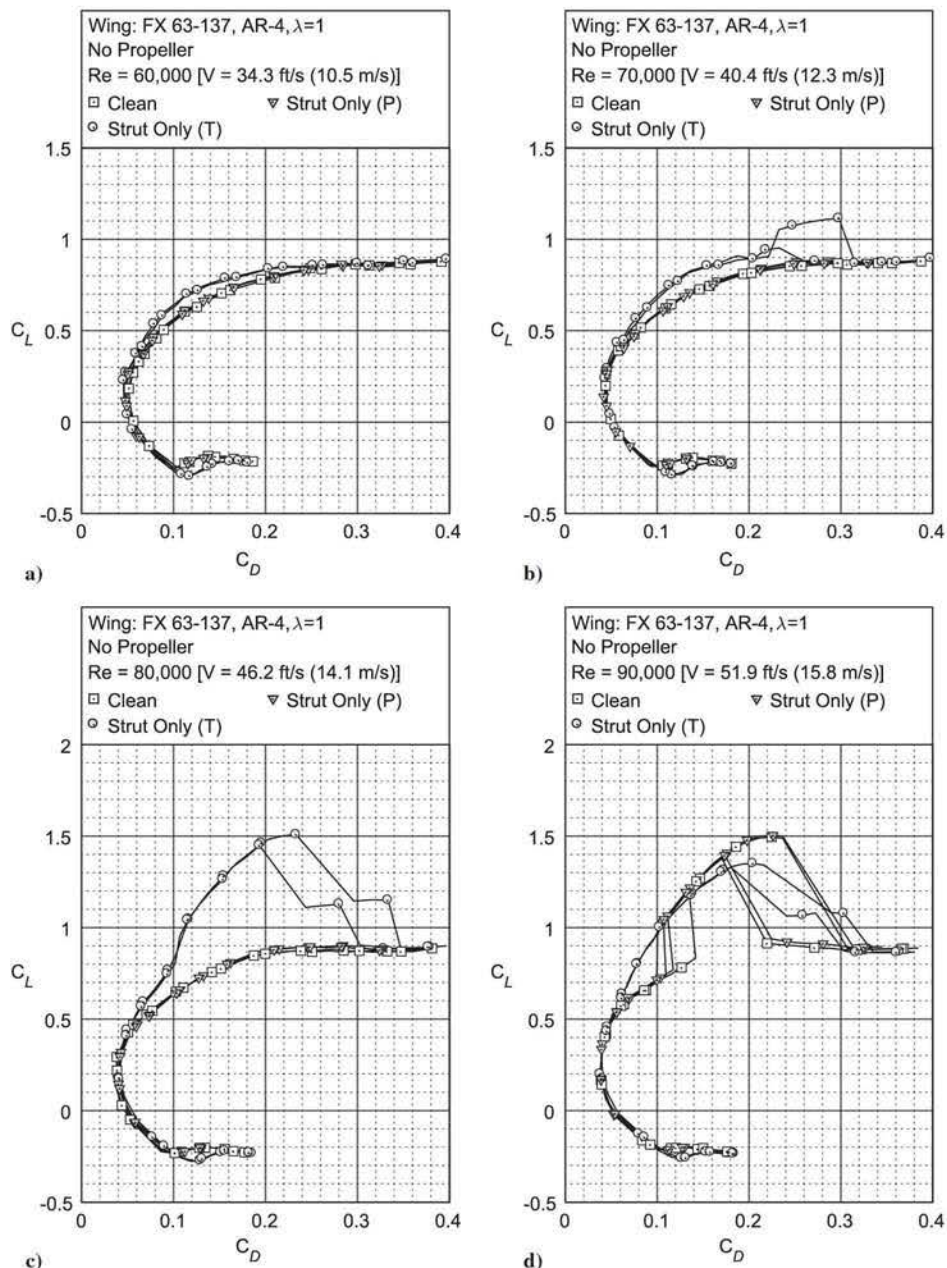 Wing: FX 63-137, AR-4, λ=1
No Propeller
Re = 60,000 [V = 34.3 ft/s (10.5 m/s)]
Clean Strut Only (P)
Strut Only (T)
1.5
1
0.5
0
-0.5
C_L
0 0.1 0.2 0.3 0.4
C_D
a)
Wing: FX 63-137, AR-4, λ=1
No Propeller
Re = 70,000 [V = 40.4 ft/s (12.3 m/s)]
Clean Strut Only (P)
Strut Only (T)
1.5
1
0.5
0
-0.5
C_L
0 0.1 0.2 0.3 0.4
C_D
b)
Wing: FX 63-137, AR-4, λ=1
No Propeller
Re = 80,000 [V = 46.2 ft/s (14.1 m/s)]
Clean Strut Only (P)
Strut Only (T)
2
1.5
1
0.5
0
-0.5
C_L
0 0.1 0.2 0.3 0.4
C_D
c)
Wing: FX 63-137, AR-4, λ=1
No Propeller
Re = 90,000 [V = 51.9 ft/s (15.8 m/s)]
Clean Strut Only (P)
Strut Only (T)
2
1.5
1
0.5
0
-0.5
C_L
0 0.1 0.2 0.3 0.4
C_D
d)